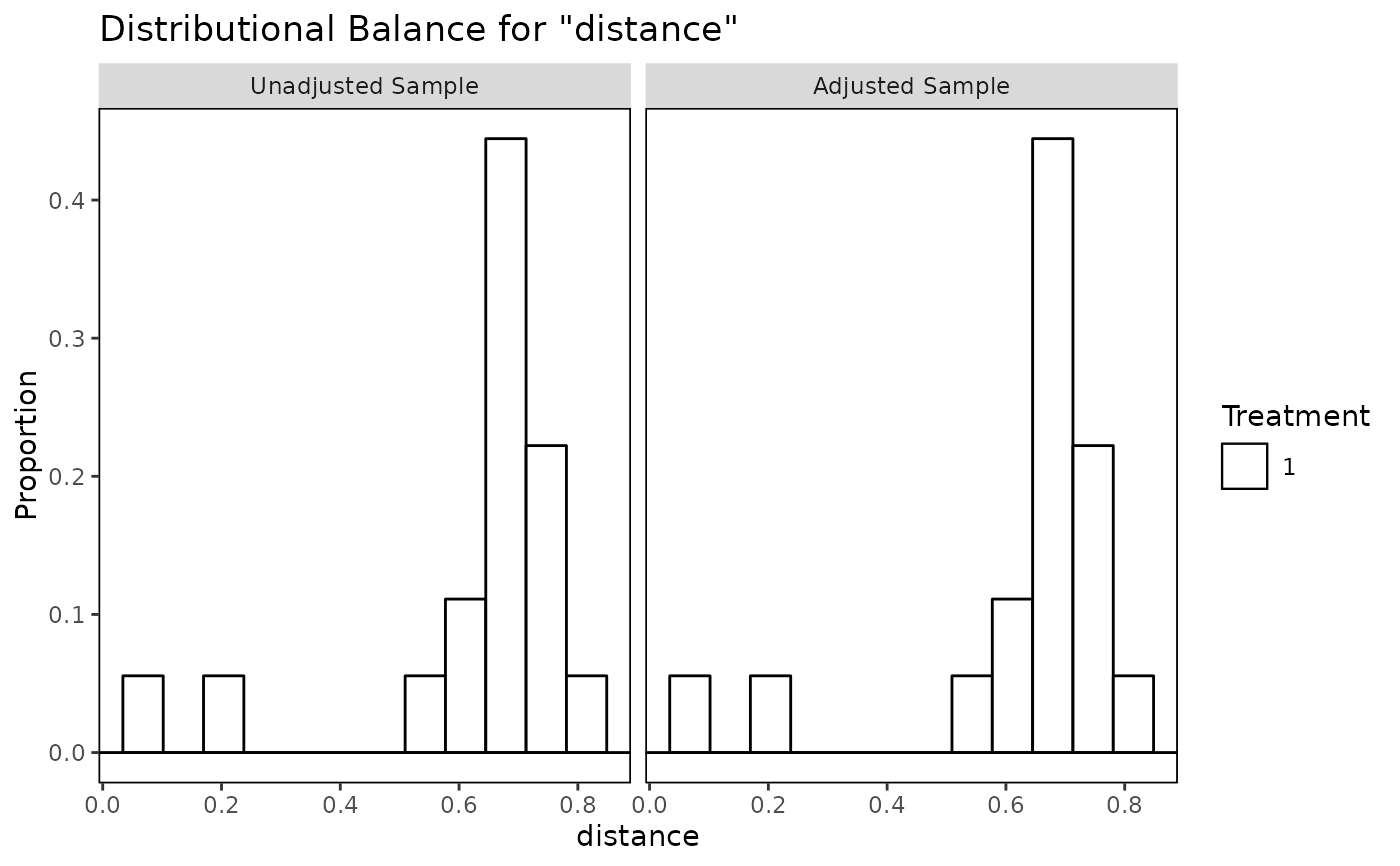 Distributional Balance for "distance"
Unadjusted Sample
Adjusted Sample
Proportion
0.4
0.3
0.2
0.1
0.0
0.0 0.2 0.4 0.6 0.8
0.0 0.2 0.4 0.6 0.8
distance
Treatment
1